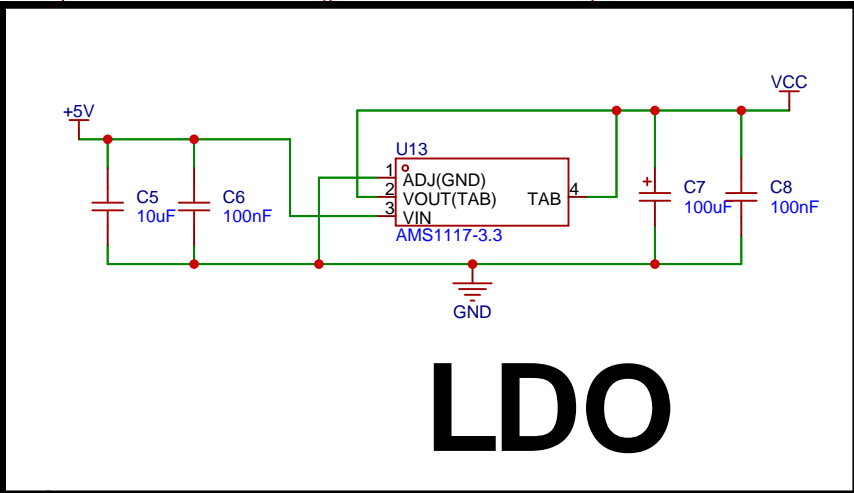 VCC
+5V
U13
1
ADJ(GND)
2
VOUT(TAB)
TAB
4
3
VIN
AMS1117-3.3
C5
10uF
C6
100nF
+
C7
100uF
C8
100nF
GND
LDO